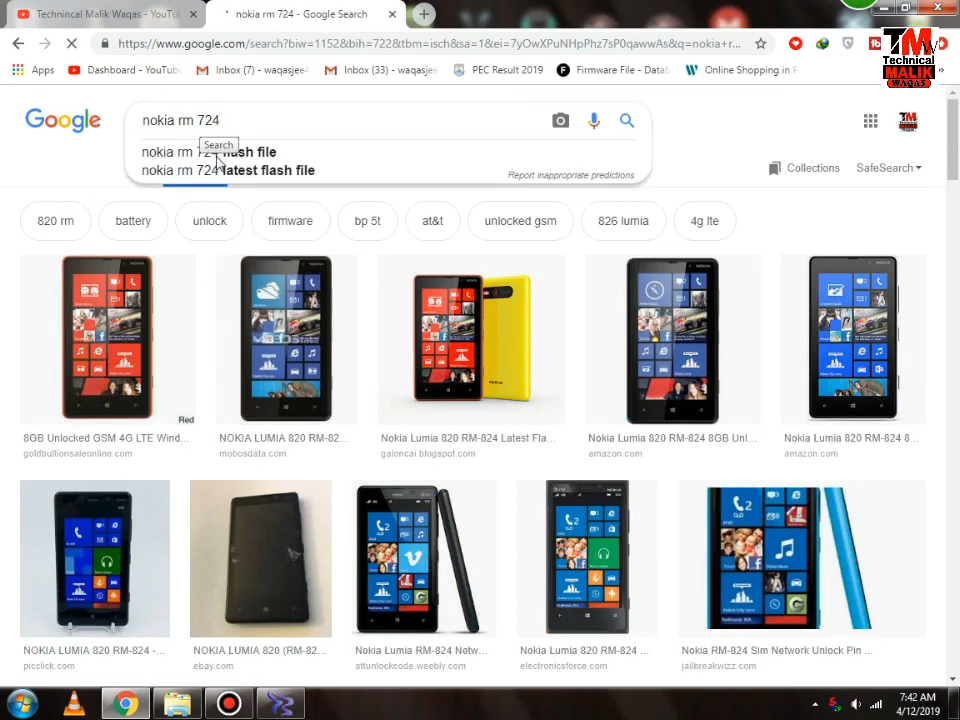 Techninical Malik Waqas - YouTu
nokia rm 724 - Google Search
https://www.google.com/search?biw=1152&bih=722&tbm=isch&sa=1&ei=7yOwXPuNHpPhz7sP0qawwAs&q=nokia+r...
Apps
Dashboard - YouTub
Inbox (7) - waqasjee
Inbox (33) - waqasje
PEC Result 2019
Firmware File - Datab
Online Shopping in P
TM
Technical
MALIK
WAQAS
Google
nokia rm 724
Search
nokia rm 724 flash file
nokia rm 724 latest flash file
Report inappropriate predictions
Collections
SafeSearch
820 rm
battery
unlock
firmware
bp 5t
at&t
unlocked gsm
826 lumia
4g lte
Red
8GB Unlocked GSM 4G LTE Wind...
goldbullionsaleonline.com
NOKIA LUMIA 820 RM-82...
mobosdata.com
Nokia Lumia 820 RM-824 Latest Fla...
galoncai.blogspot.com
Nokia Lumia 820 RM-824 8GB Unl...
amazon.com
Nokia Lumia 820 RM-824 8...
amazon.com
NOKIA LUMIA 820 RM-824 -...
picclick.com
NOKIA LUMIA 820 (RM-82...
ebay.com
Nokia Lumia RM-824 Netw...
attunlockcode.weebly.com
Nokia Lumia 820 RM-824 ...
electronicsforce.com
Nokia RM-824 Sim Network Unlock Pin ...
jailbreakwizz.com
7:42 AM
4/12/2019